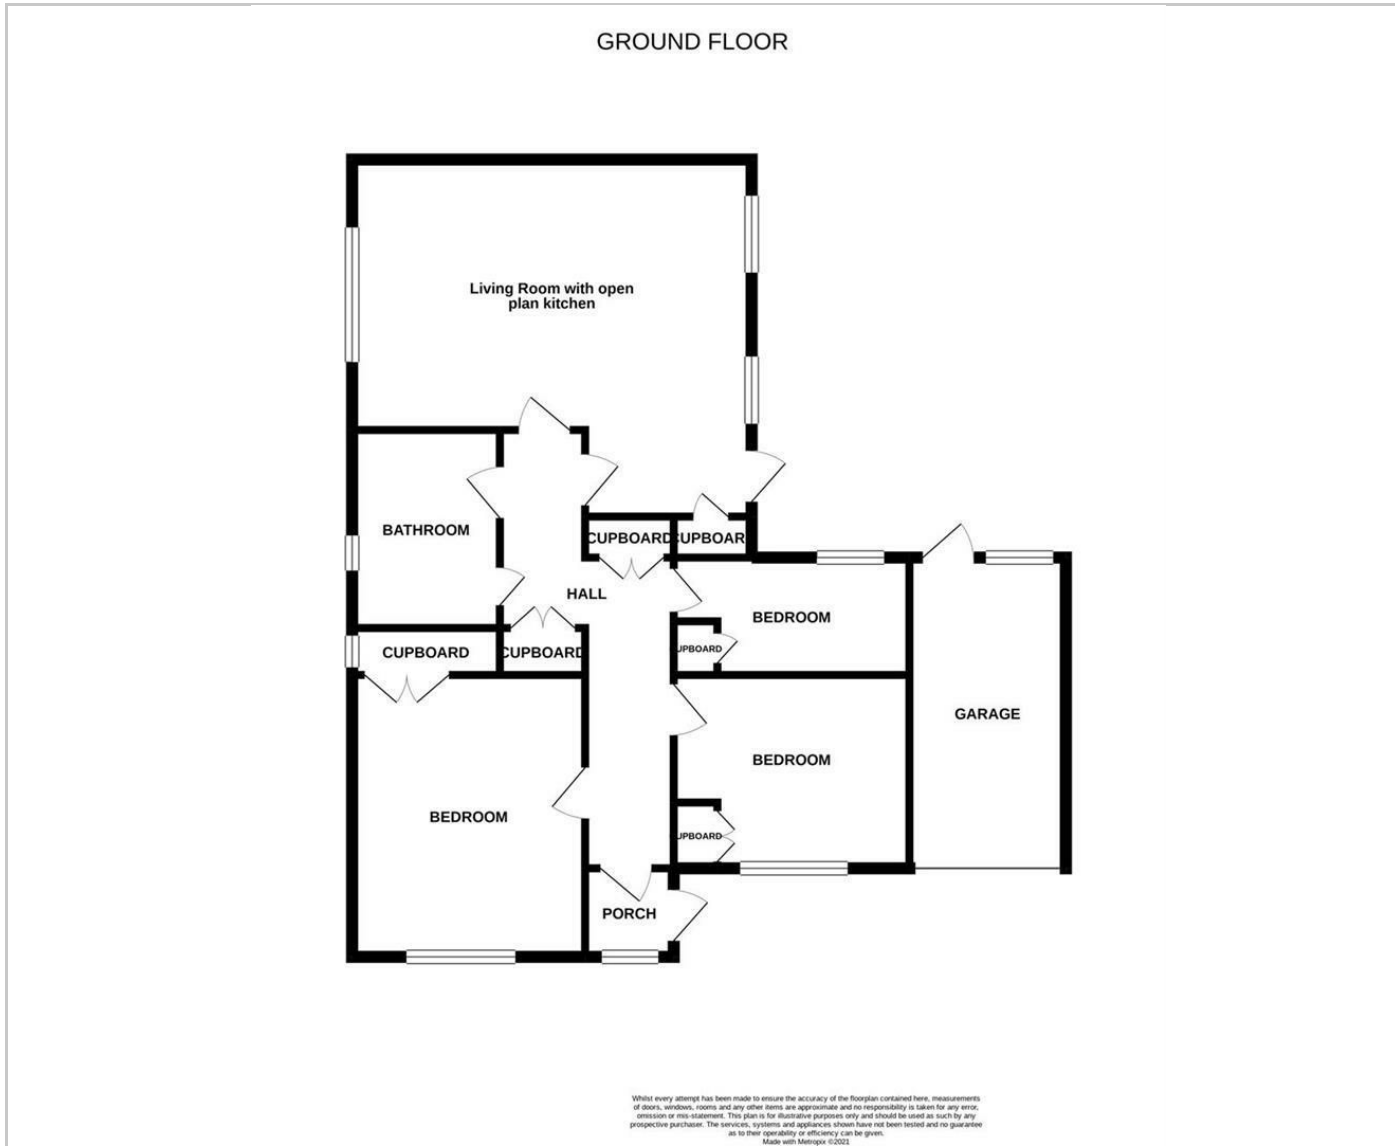 GROUND FLOOR
Living Room with open
plan kitchen
BATHROOM
CUPBOARD
CUPBOAR
HALL
BEDROOM
CUPBOARD
CUPBOARD
UPBOARD
GARAGE
BEDROOM
BEDROOM
UPBOARD
PORCH
Whilst every attempt has been made to ensure the accuracy of the floorplan contained here, measurements
of doors, windows, rooms and any other items are approximate and no responsibility is taken for any error,
omission or mis-statement. This plan is for illustrative purposes only and should be used as such by any
prospective purchaser. The services, systems and appliances shown have not been tested and no guarantee
as to their operability or efficiency can be given.
Made with Metropix ©2021